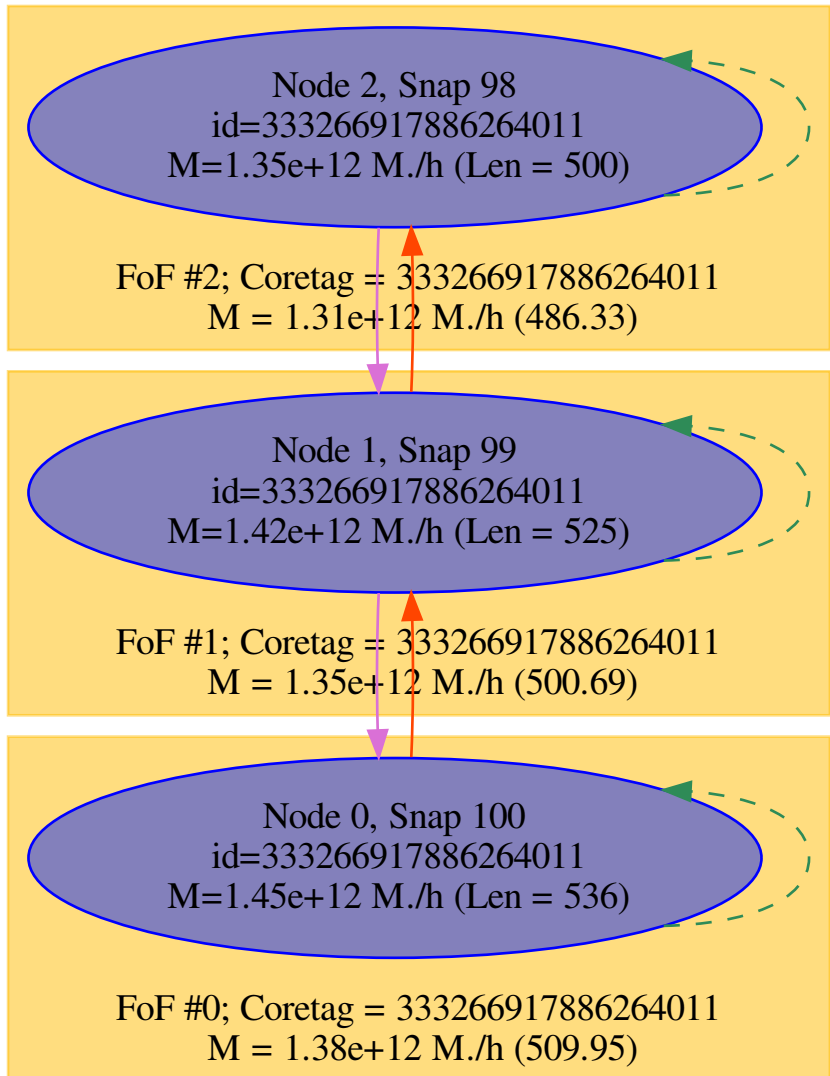 Node 2, Snap 98
id=333266917886264011
M=1.35e+12 M./h (Len = 500)
FoF #2; Coretag = 333266917886264011
M = 1.31e+12 M./h (486.33)
Node 1, Snap 99
id=333266917886264011
M=1.42e+12 M./h (Len = 525)
FoF #1; Coretag = 333266917886264011
M = 1.35e+12 M./h (500.69)
Node 0, Snap 100
id=333266917886264011
M=1.45e+12 M./h (Len = 536)
FoF #0; Coretag = 333266917886264011
M = 1.38e+12 M./h (509.95)